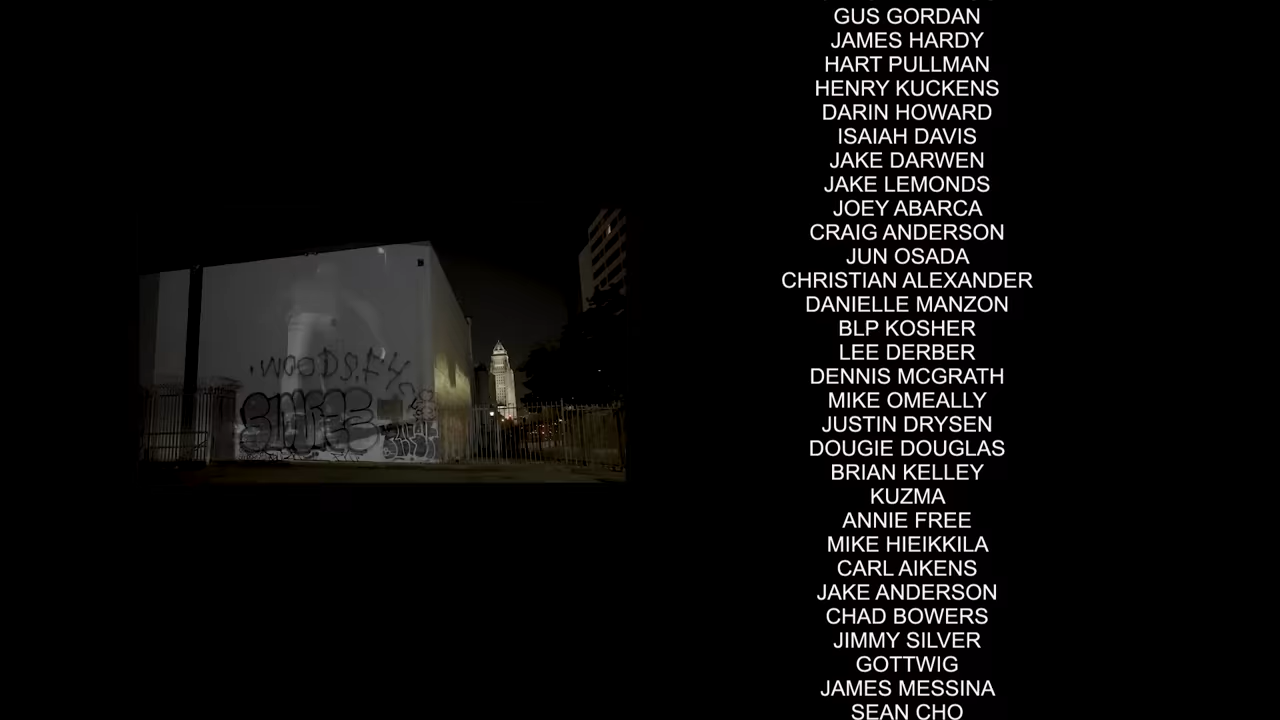 GUS GORDAN
JAMES HARDY
HART PULLMAN
HENRY KUCKENS
DARIN HOWARD
ISAIAH DAVIS
JAKE DARWEN
JAKE LEMONDS
JOEY ABARCA
CRAIG ANDERSON
JUN OSADA
CHRISTIAN ALEXANDER
DANIELLE MANZON
BLP KOSHER
LEE DERBER
DENNIS MCGRATH
MIKE OMEALLY
JUSTIN DRYSEN
DOUGIE DOUGLAS
BRIAN KELLEY
KUZMA
ANNIE FREE
MIKE HIEIKKILA
CARL AIKENS
JAKE ANDERSON
CHAD BOWERS
JIMMY SILVER
GOTTWIG
JAMES MESSINA
SEAN CHO